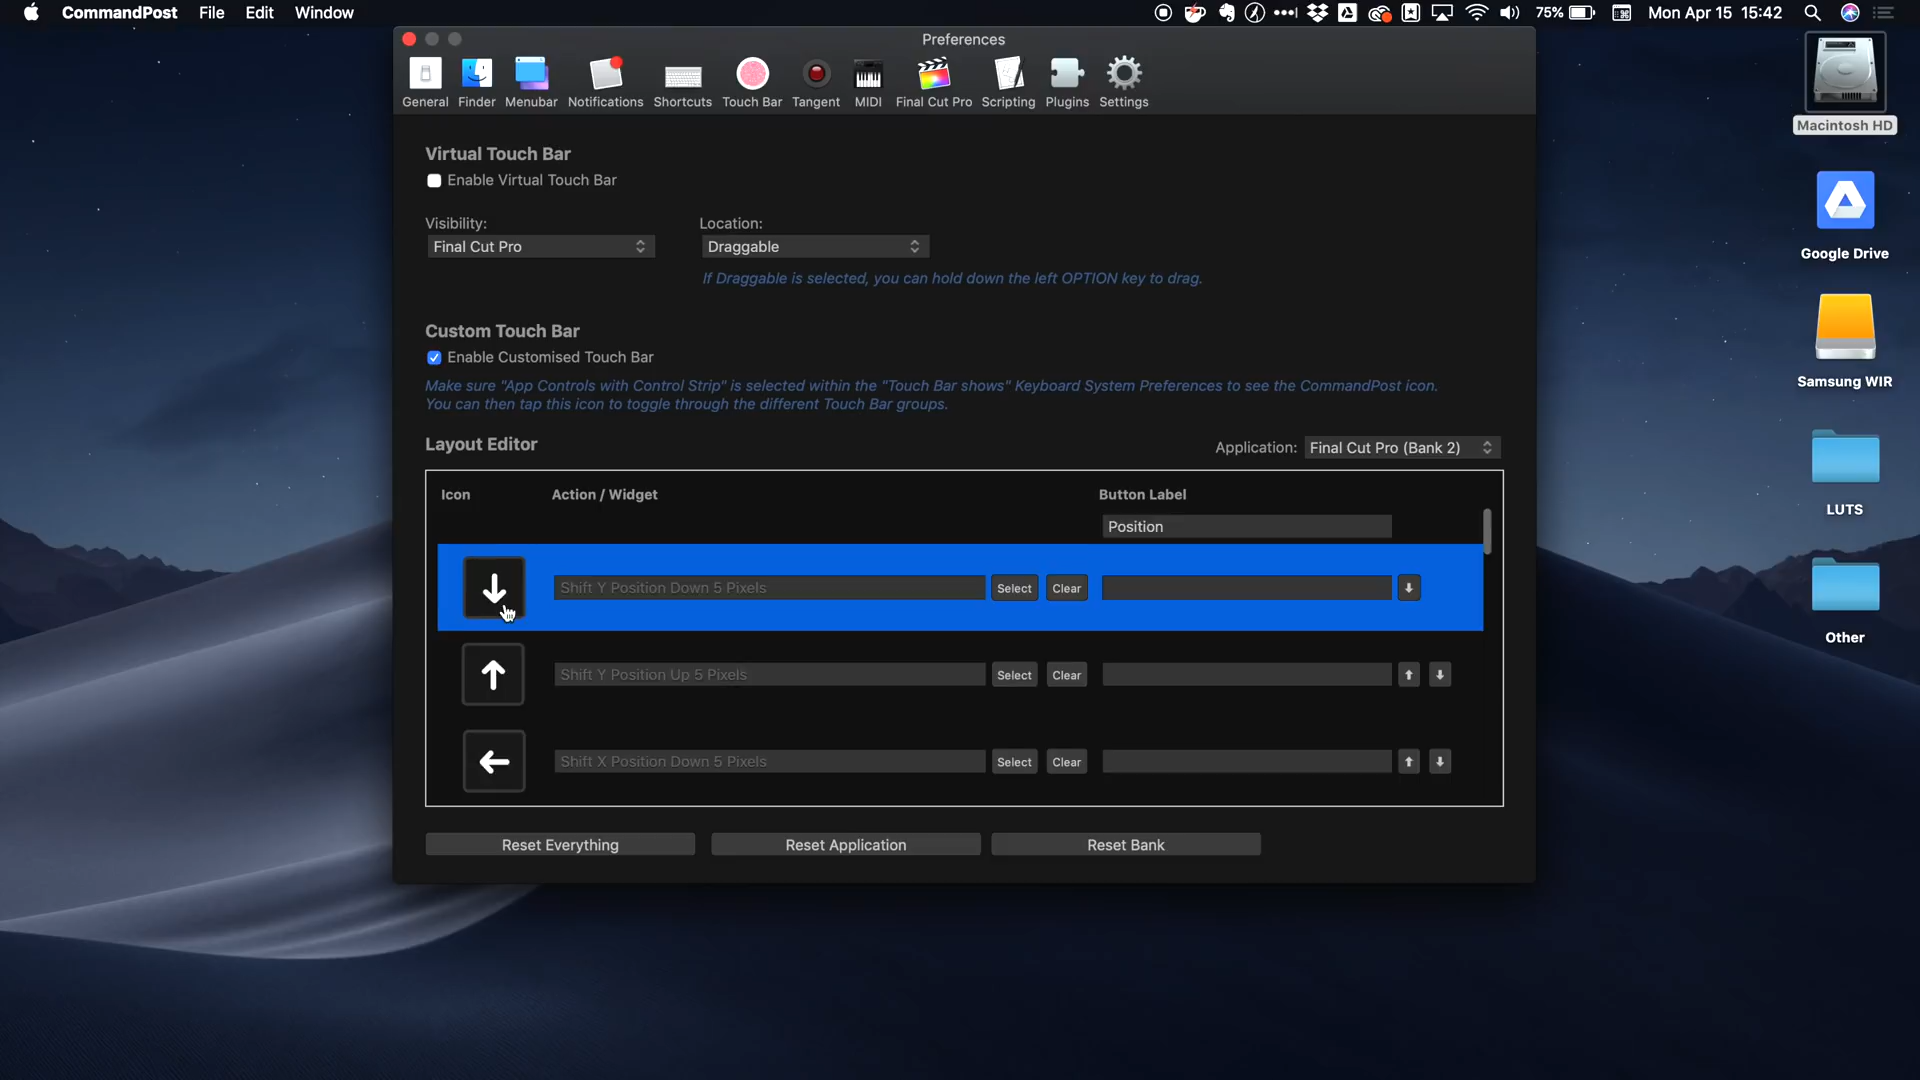 CommandPost File Edit Window 75% Mon Apr 15 15:42
Preferences
General Finder Menubar Notifications Shortcuts Touch Bar Tangent MIDI Final Cut Pro Scripting Plugins Settings
Macintosh HD
Virtual Touch Bar
Enable Virtual Touch Bar
Visibility: Location:
Final Cut Pro Draggable
If Draggable is selected, you can hold down the left OPTION key to drag.
Google Drive
Custom Touch Bar
Enable Customised Touch Bar
Make sure "App Controls with Control Strip" is selected within the "Touch Bar shows" Keyboard System Preferences to see the CommandPost icon.
You can then tap this icon to toggle through the different Touch Bar groups.
Samsung WIR
Layout Editor Application: Final Cut Pro (Bank 2)
Icon Action / Widget Button Label
Position
LUTS
Shift Y Position Down 5 Pixels Select Clear
Other
Shift Y Position Up 5 Pixels Select Clear
Shift X Position Down 5 Pixels Select Clear
Reset Everything Reset Application Reset Bank